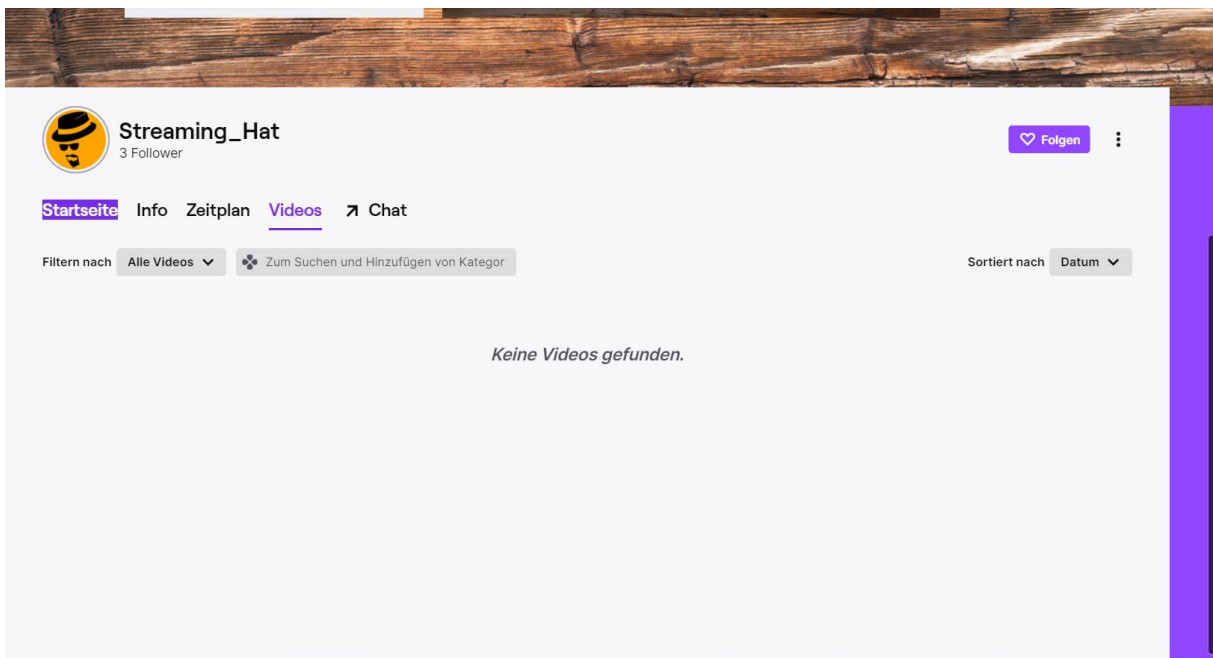 Streaming_Hat
3 Follower
Folgen
Startseite Info Zeitplan Videos Chat
Filtern nach Alle Videos Zum Suchen und Hinzufügen von Kategor
Sortiert nach Datum
Keine Videos gefunden.